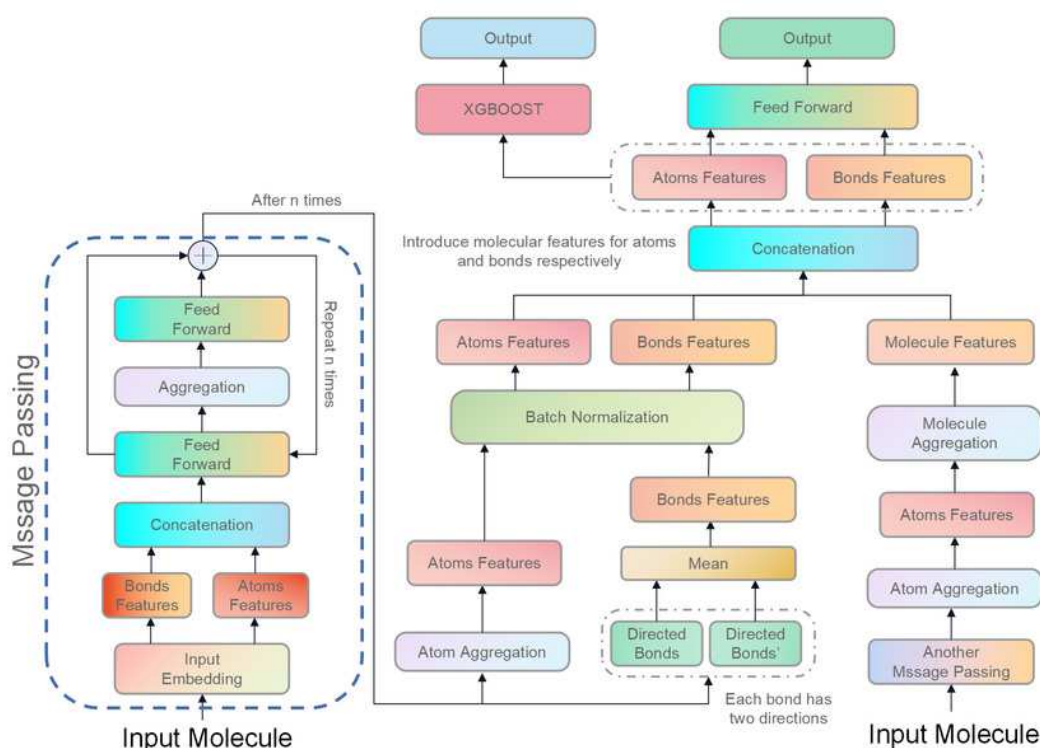 Output
Output
XGBOOST
Feed Forward
Atoms Features
Bonds Features
After n times
Introduce molecular features for atoms
and bonds respectively
Concatenation
Mssage Passing
Feed
Forward
Repeat n times
Aggregation
Feed
Forward
Concatenation
Bonds
Features
Atoms
Features
Input
Embedding
Input Molecule
Atoms Features
Bonds Features
Batch Normalization
Bonds Features
Atoms Features
Mean
Atom Aggregation
Directed
Bonds
Directed
Bonds'
Each bond has
two directions
Molecule Features
Molecule
Aggregation
Atoms Features
Atom Aggregation
Another
Mssage Passing
Input Molecule